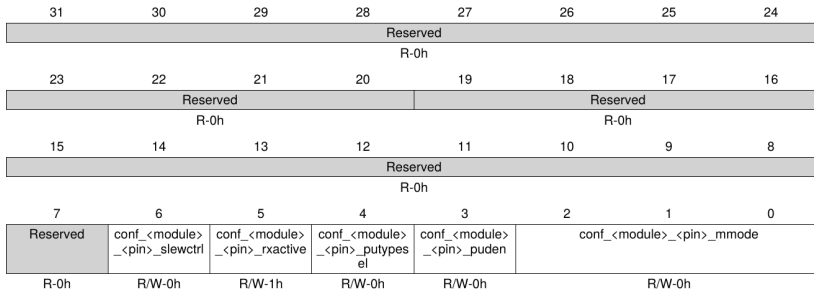 31 30 29 28 27 26 25 24
Reserved
R-0h
23 22 21 20 19 18 17 16
Reserved Reserved
R-0h R-0h
15 14 13 12 11 10 9 8
Reserved
R-0h
7 6 5 4 3 2 1 0
Reserved conf_<module> conf_<module> conf_<module> conf_<module> conf_<module>_<pin>_mmode
_<pin>_slewctrl _<pin>_rxactive _<pin>_putypes _<pin>_puden
el
R-0h R/W-0h R/W-1h R/W-0h R/W-0h R/W-0h